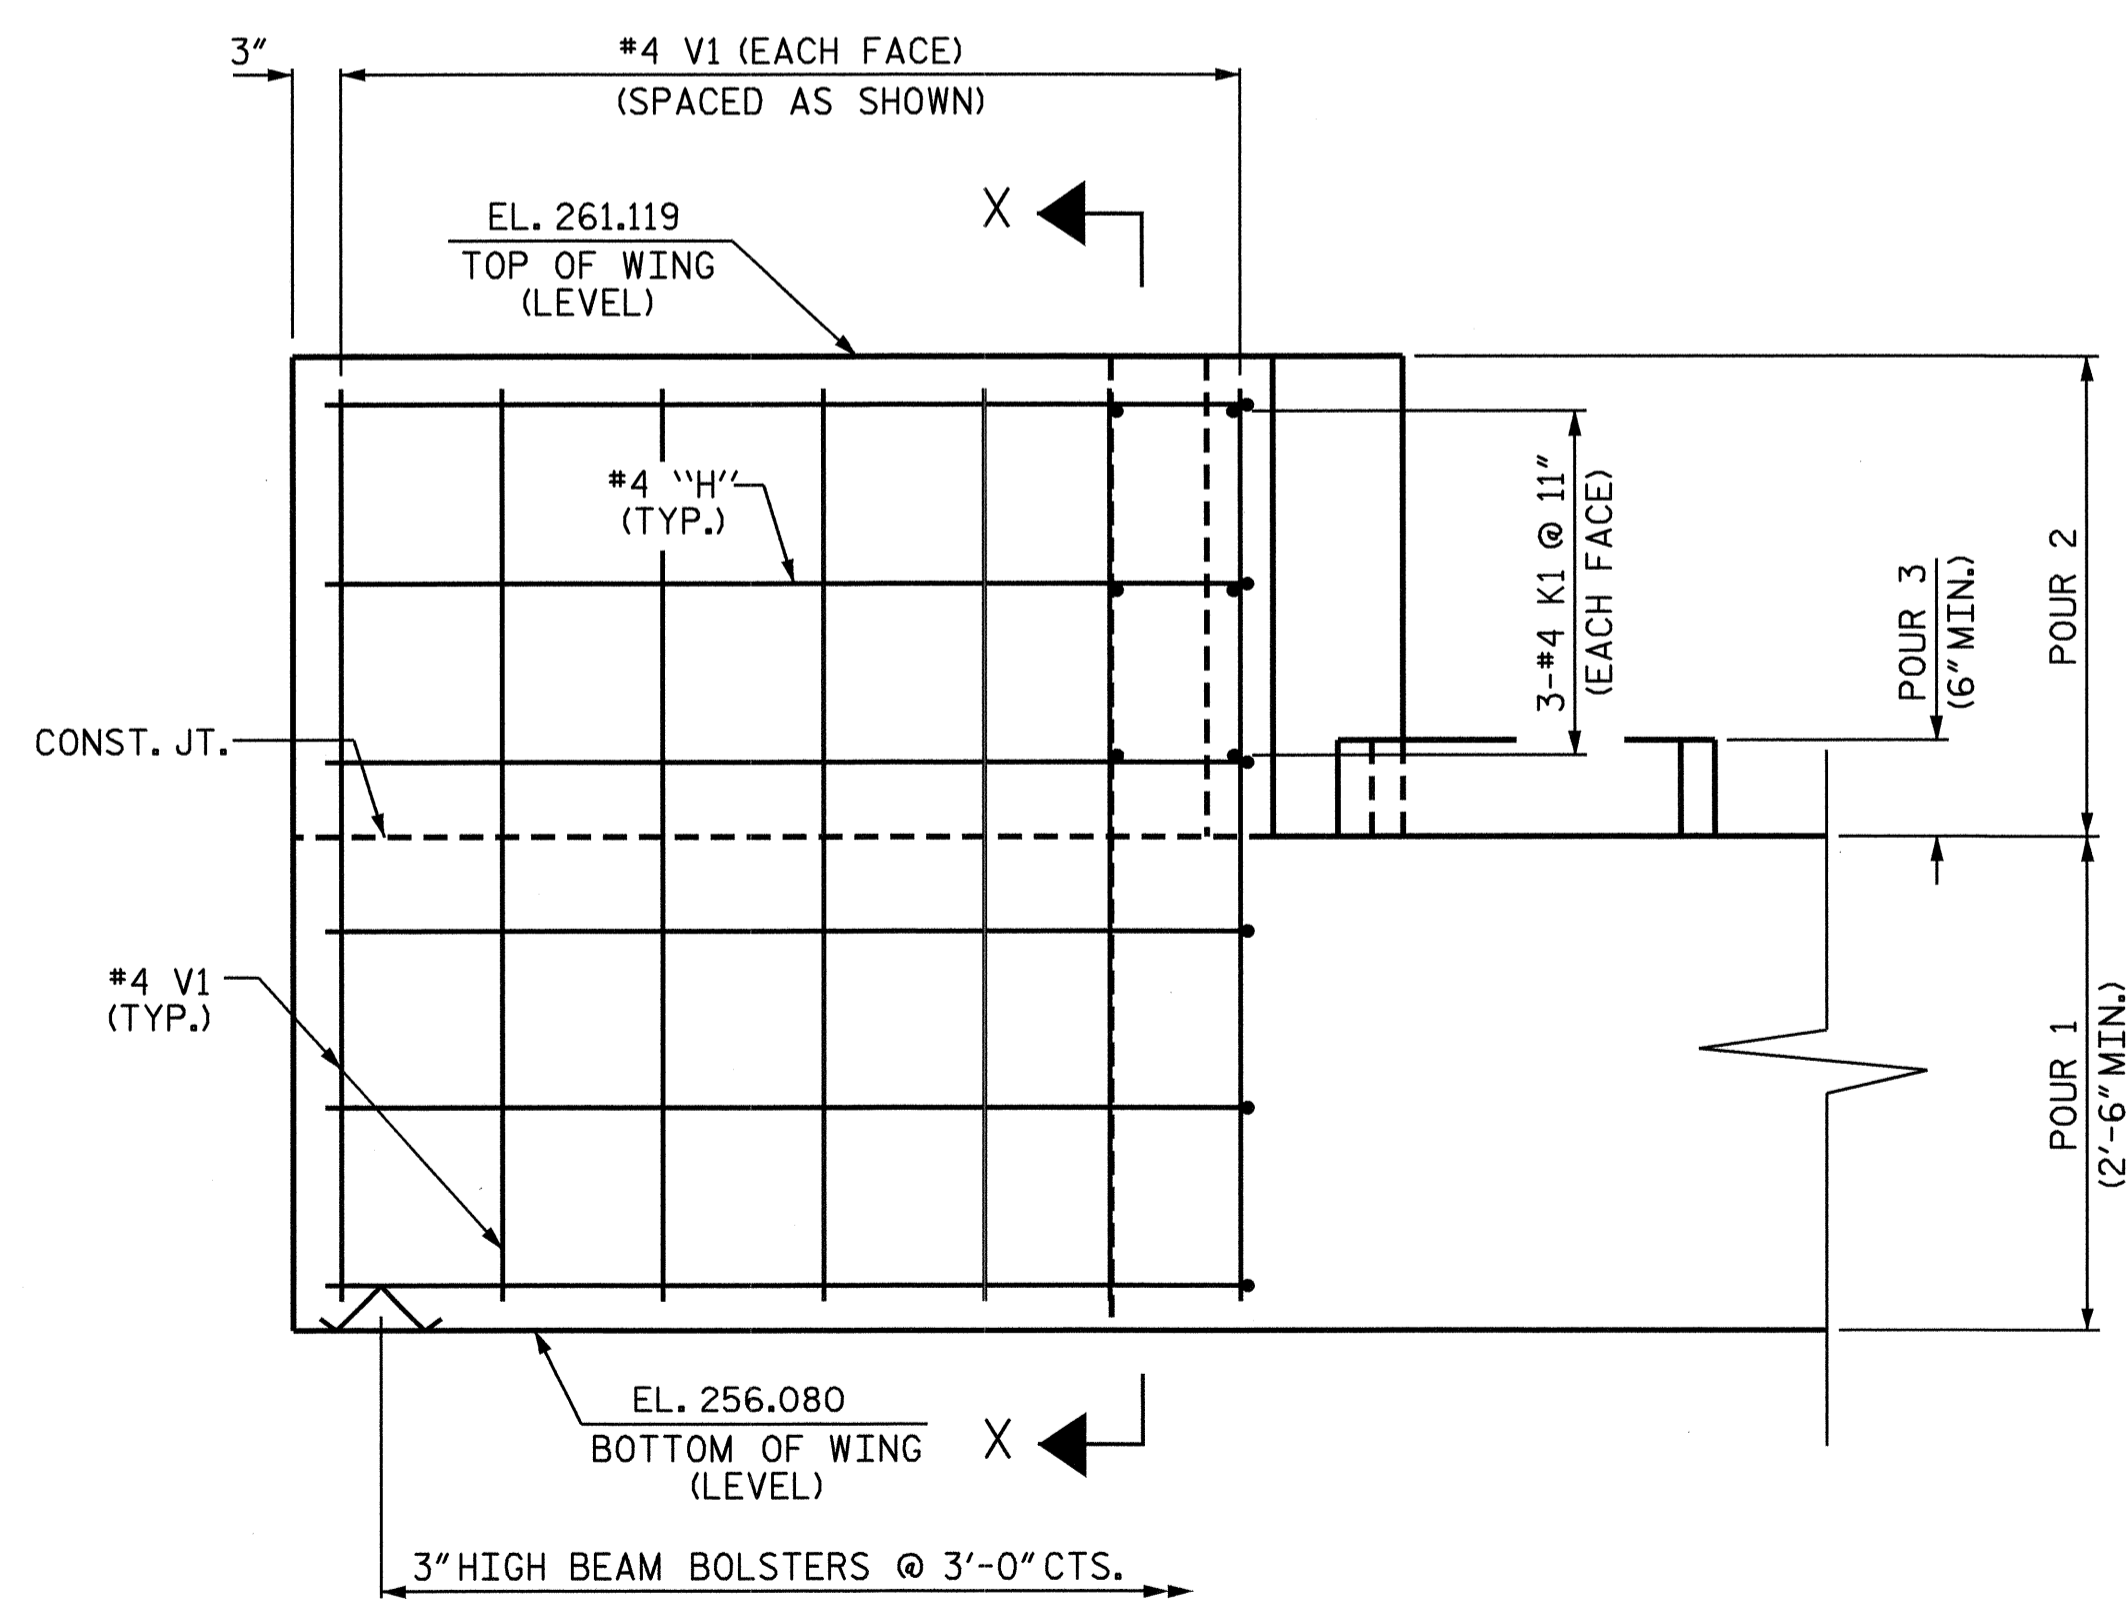 3"
#4 V1 (EACH FACE)
(SPACED AS SHOWN)
X
EL. 261.119
TOP OF WING
(LEVEL)
#4 "H"
(TYP.)
3-#4 K1 @ 11"
(EACH FACE)
POUR 3
(6" MIN.)
POUR 2
CONST. JT.
#4 V1
(TYP.)
POUR 1
(2'-6" MIN.)
EL. 256.080
BOTTOM OF WING
(LEVEL)
X
3" HIGH BEAM BOLSTERS @ 3'-0" CTS.